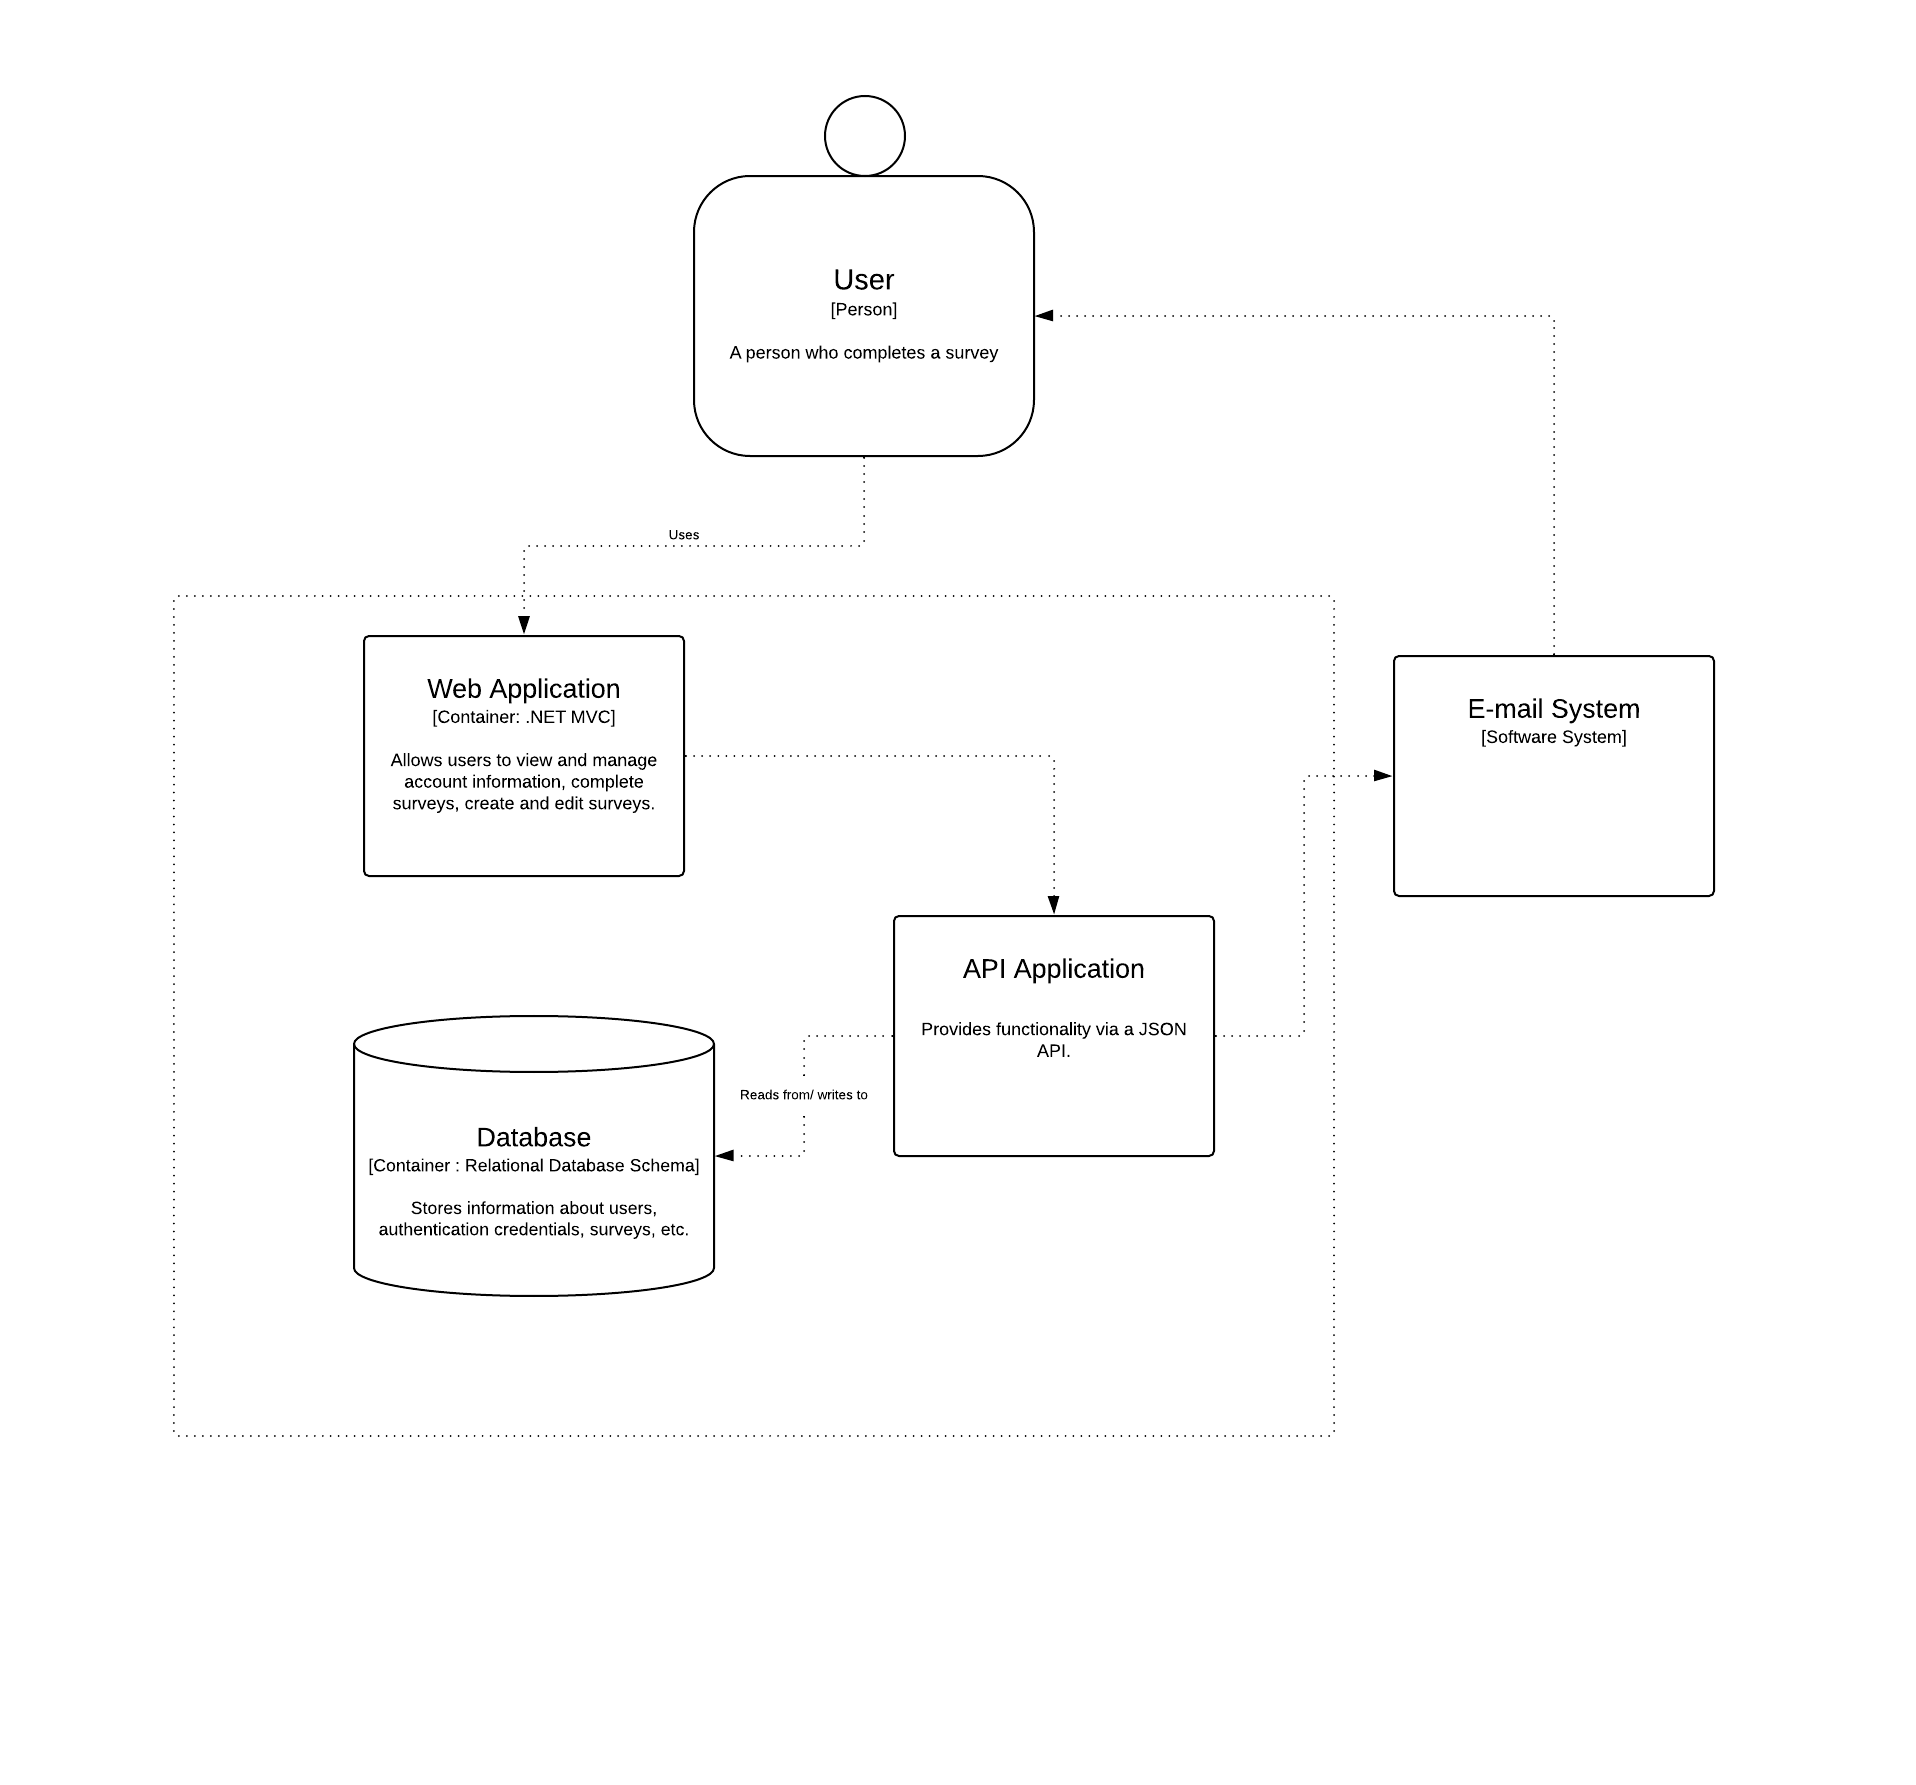 User
[Person]
A person who completes a survey
Uses
Web Application
[Container: .NET MVC]
Allows users to view and manage
account information, complete
surveys, create and edit surveys.
E-mail System
[Software System]
API Application
Provides functionality via a JSON
API.
Reads from/ writes to
Database
[Container : Relational Database Schema]
Stores information about users,
authentication credentials, surveys, etc.